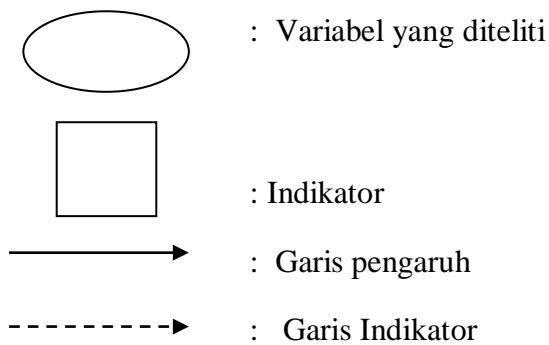 : Variabel yang diteliti
: Indikator
: Garis pengaruh
: Garis Indikator